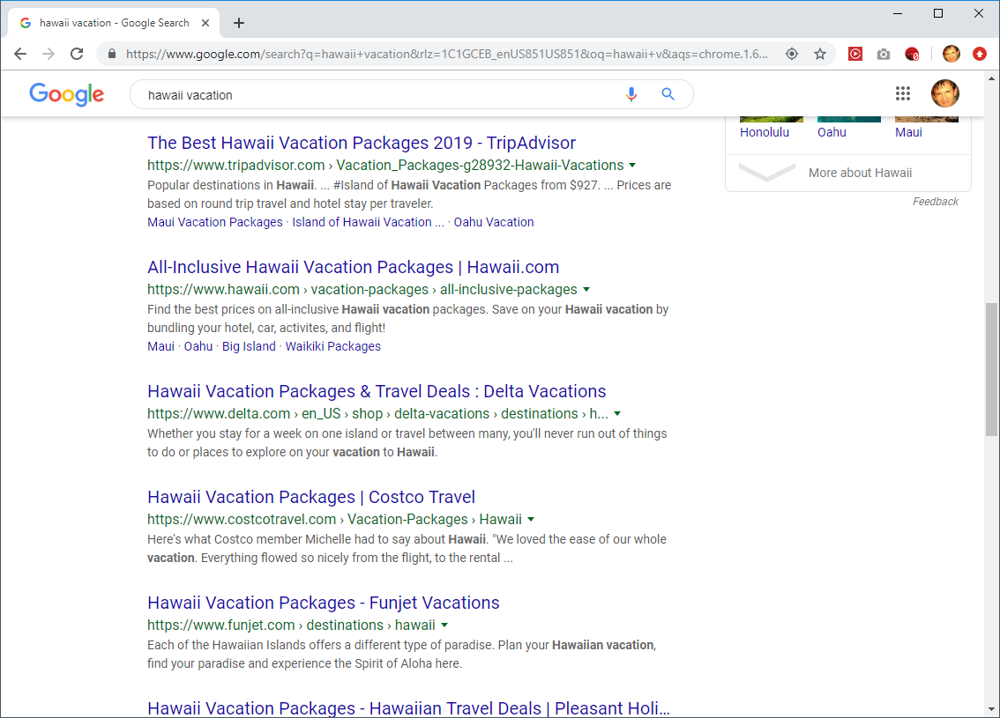 hawaii vacation - Google Search
https://www.google.com/search?q=hawaii+vacation&rlz=1C1GCEB_enUS851US851&oq=hawaii+v&aqs=chrome.1.6...
Google
hawaii vacation
Honolulu Oahu Maui
More about Hawaii
Feedback
The Best Hawaii Vacation Packages 2019 - TripAdvisor
https://www.tripadvisor.com › Vacation_Packages-g28932-Hawaii-Vacations
Popular destinations in Hawaii. ... #Island of Hawaii Vacation Packages from $927. ... Prices are
based on round trip travel and hotel stay per traveler.
Maui Vacation Packages · Island of Hawaii Vacation ... · Oahu Vacation
All-Inclusive Hawaii Vacation Packages | Hawaii.com
https://www.hawaii.com › vacation-packages › all-inclusive-packages
Find the best prices on all-inclusive Hawaii vacation packages. Save on your Hawaii vacation by
bundling your hotel, car, activites, and flight!
Maui · Oahu · Big Island · Waikiki Packages
Hawaii Vacation Packages & Travel Deals : Delta Vacations
https://www.delta.com › en_US › shop › delta-vacations › destinations › h...
Whether you stay for a week on one island or travel between many, you'll never run out of things
to do or places to explore on your vacation to Hawaii.
Hawaii Vacation Packages | Costco Travel
https://www.costcotravel.com › Vacation-Packages › Hawaii
Here's what Costco member Michelle had to say about Hawaii. "We loved the ease of our whole
vacation. Everything flowed so nicely from the flight, to the rental ...
Hawaii Vacation Packages - Funjet Vacations
https://www.funjet.com › destinations › hawaii
Each of the Hawaiian Islands offers a different type of paradise. Plan your Hawaiian vacation,
find your paradise and experience the Spirit of Aloha here.
Hawaii Vacation Packages - Hawaiian Travel Deals | Pleasant Holi...